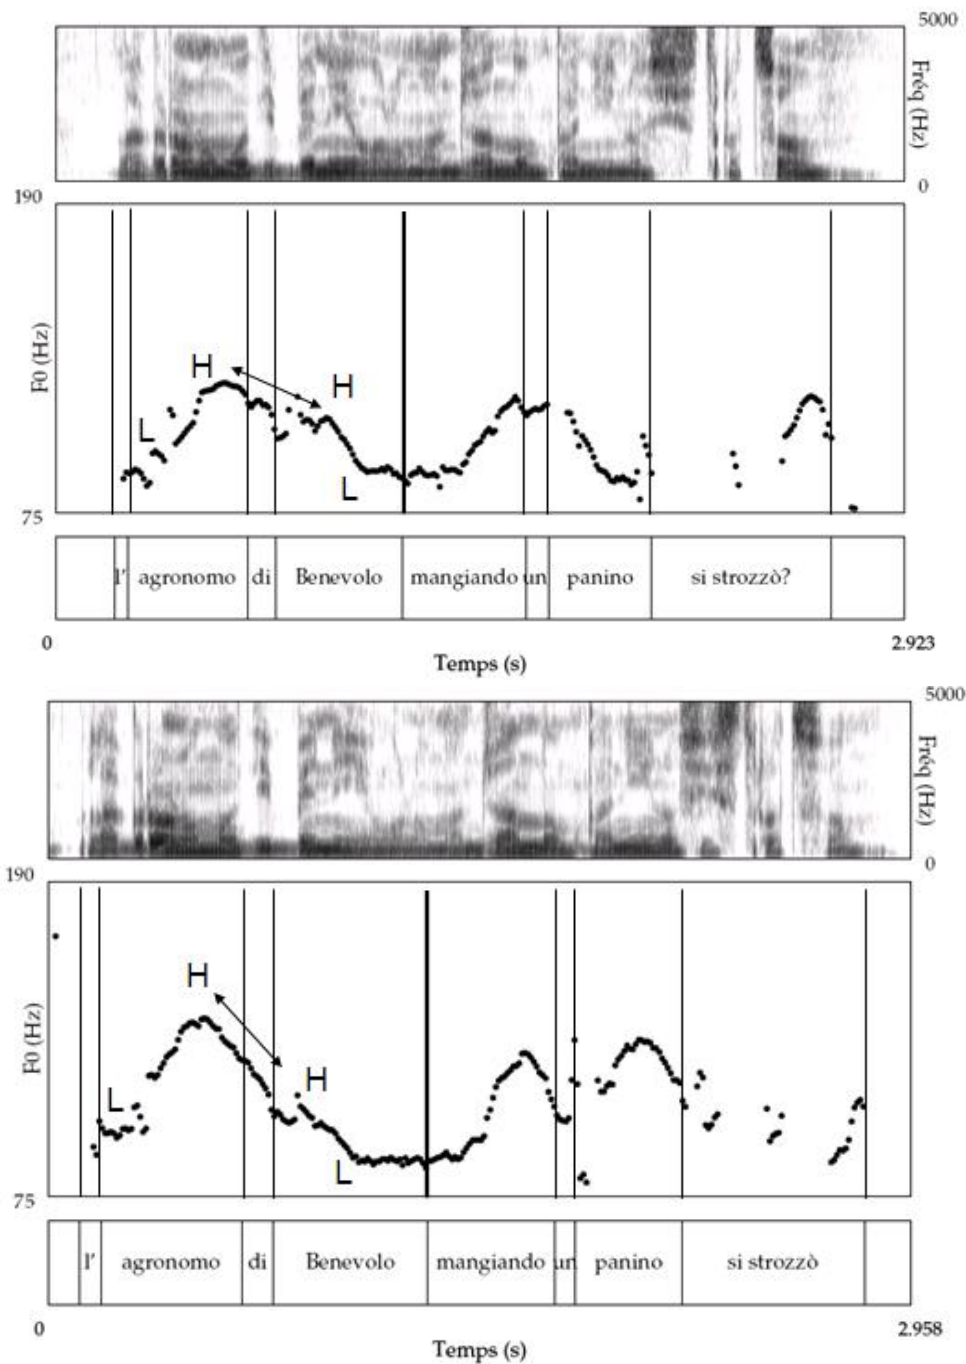 5000
Fréq (Hz)
0
190
F0 (Hz)
H
H
L
L
75
l' agronomo di Benevolo mangiando un panino si strozzò?
0 2.923
Temps (s)
5000
Fréq (Hz)
0
190
F0 (Hz)
H
H
L
L
75
l' agronomo di Benevolo mangiando un panino si strozzò
0 2.958
Temps (s)